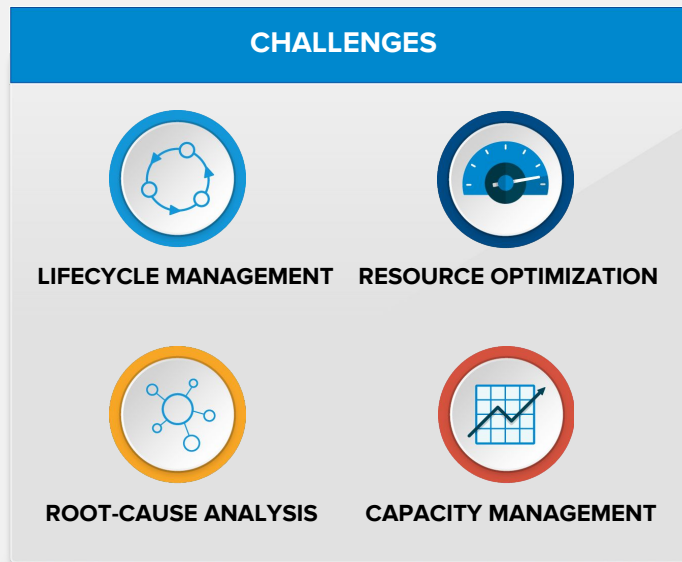 CHALLENGES
LIFECYCLE MANAGEMENT
RESOURCE OPTIMIZATION
ROOT-CAUSE ANALYSIS
CAPACITY MANAGEMENT